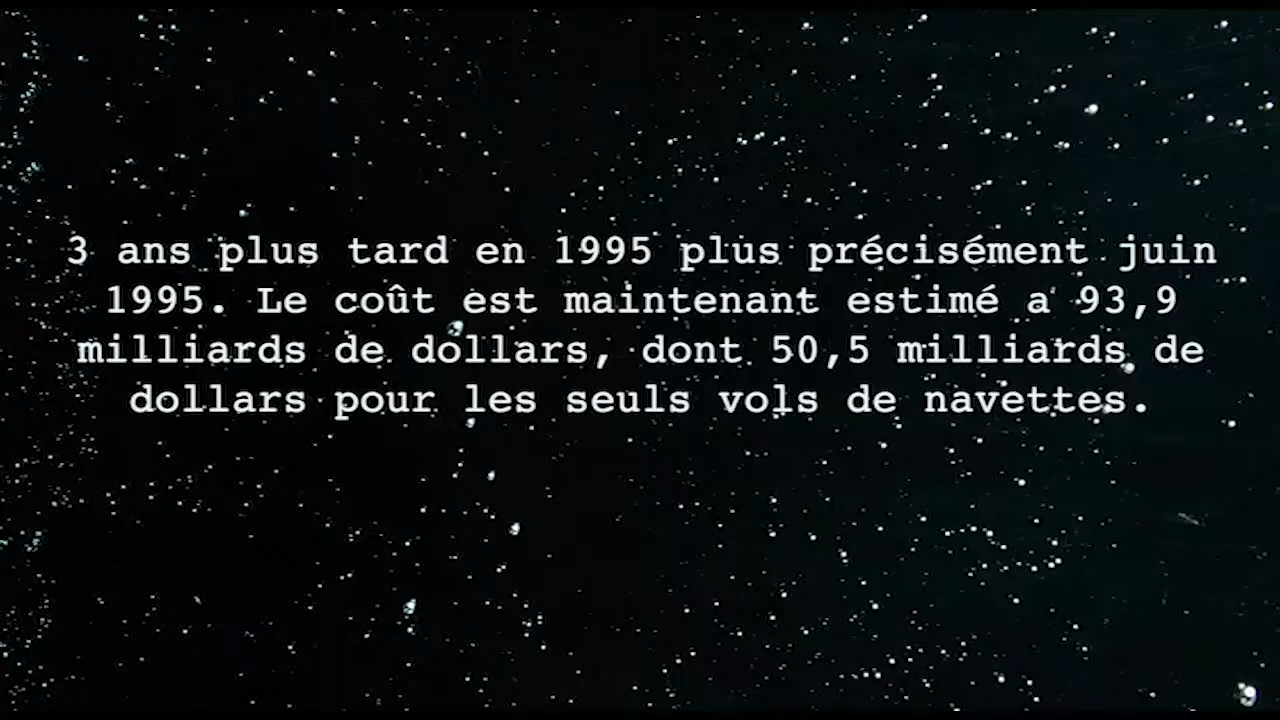 3 ans plus tard en 1995 plus précisément juin
1995. Le coût est maintenant estimé a 93,9
milliards de dollars, dont 50,5 milliards de
dollars pour les seuls vols de navettes.